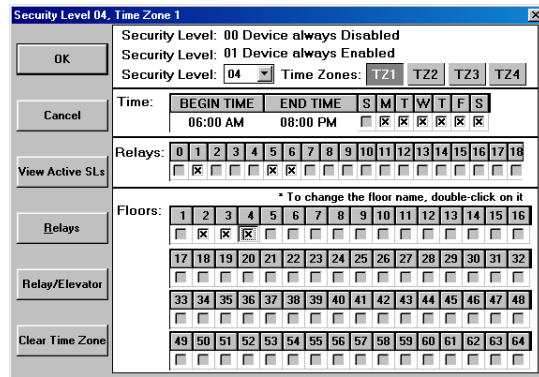 Security Level 04, Time Zone 1
Security Level: 00 Device always Disabled
Security Level: 01 Device always Enabled
Security Level: 04 Time Zones: TZ1 TZ2 TZ3 TZ4
OK
Cancel
View Active SLs
Relays
Relay/Elevator
Clear Time Zone
Time: BEGIN TIME END TIME S M T W T F S
06:00 AM 08:00 PM
Relays: 0 1 2 3 4 5 6 7 8 9 10 11 12 13 14 15 16 17 18
* To change the floor name, double-click on it
Floors: 1 2 3 4 5 6 7 8 9 10 11 12 13 14 15 16
17 18 19 20 21 22 23 24 25 26 27 28 29 30 31 32
33 34 35 36 37 38 39 40 41 42 43 44 45 46 47 48
49 50 51 52 53 54 55 56 57 58 59 60 61 62 63 64